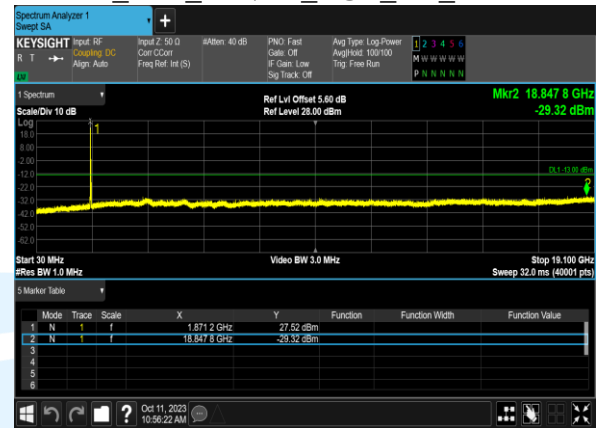 Spectrum Analyzer 1
Swept SA
+
KEYSIGHT Input: RF Input Z: 50 Ω #Atten: 40 dB PNO: Fast Avg Type: Log-Power 1 2 3 4 5 6
R T Coupling: DC Corr CCorr Gate: Off Avg|Hold: 100/100 M W W W W W
Align: Auto Freq Ref: Int (S) IF Gain: Low Trig: Free Run P N N N N N
Sig Track: Off
1 Spectrum
Ref Lvl Offset 5.60 dB Mkr2 18.847 8 GHz
Scale/Div 10 dB Ref Level 28.00 dBm -29.32 dBm
Log
1
18.0
8.00
-2.00
-12.0 DL1 -13.00 dBm
-22.0 2
-32.0
-42.0
-52.0
-62.0
Start 30 MHz Video BW 3.0 MHz Stop 19.100 GHz
#Res BW 1.0 MHz Sweep 32.0 ms (40001 pts)
5 Marker Table
Mode Trace Scale X Y Function Function Width Function Value
1 N 1 f 1.871 2 GHz 27.52 dBm
2 N 1 f 18.847 8 GHz -29.32 dBm
3
4
5
6
? Oct 11, 2023
10:56:22 AM